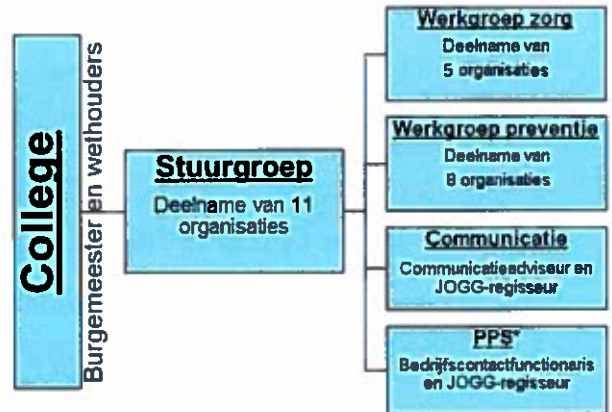 College
Burgemeester en wethouders
Stuurgroep
Deelname van 11
organisaties
Werkgroep zorg
Deelname van
5 organisaties
Werkgroep preventie
Deelname van
8 organisaties
Communicatie
Communicatieadviseur en
JOGG-regisseur
PPS*
Bedrijfscontactfunctionaris
en JOGG-regisseur